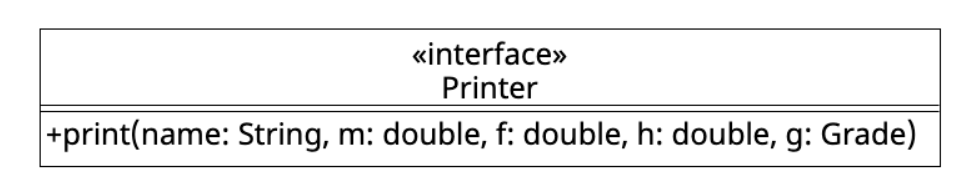 «interface»
Printer
+print(name: String, m: double, f: double, h: double, g: Grade)